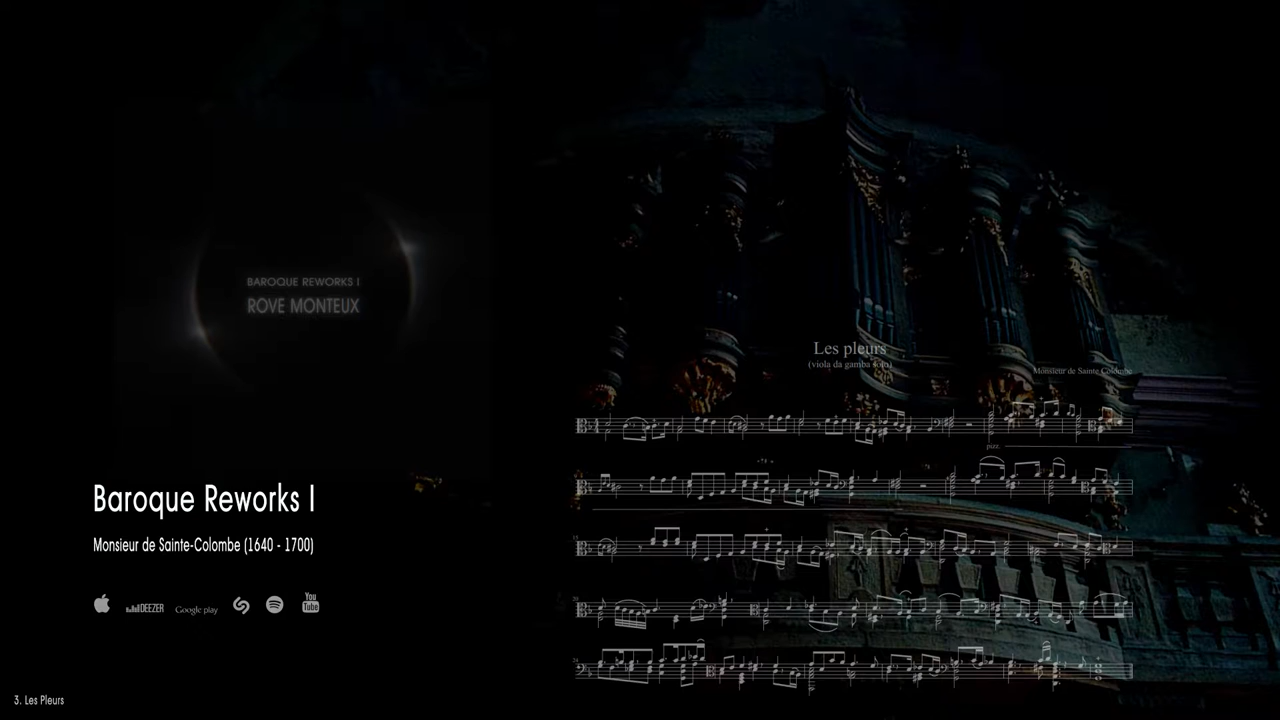 BAROQUE REWORKS I
ROVE MONTEUX
Baroque Reworks I
Monsieur de Sainte-Colombe (1640 - 1700)
DEEZER
Google play
You
Tube
3. Les Pleurs
Les pleurs
(viola da gamba solo)
Monsieur de Sainte Colombe
pizz.